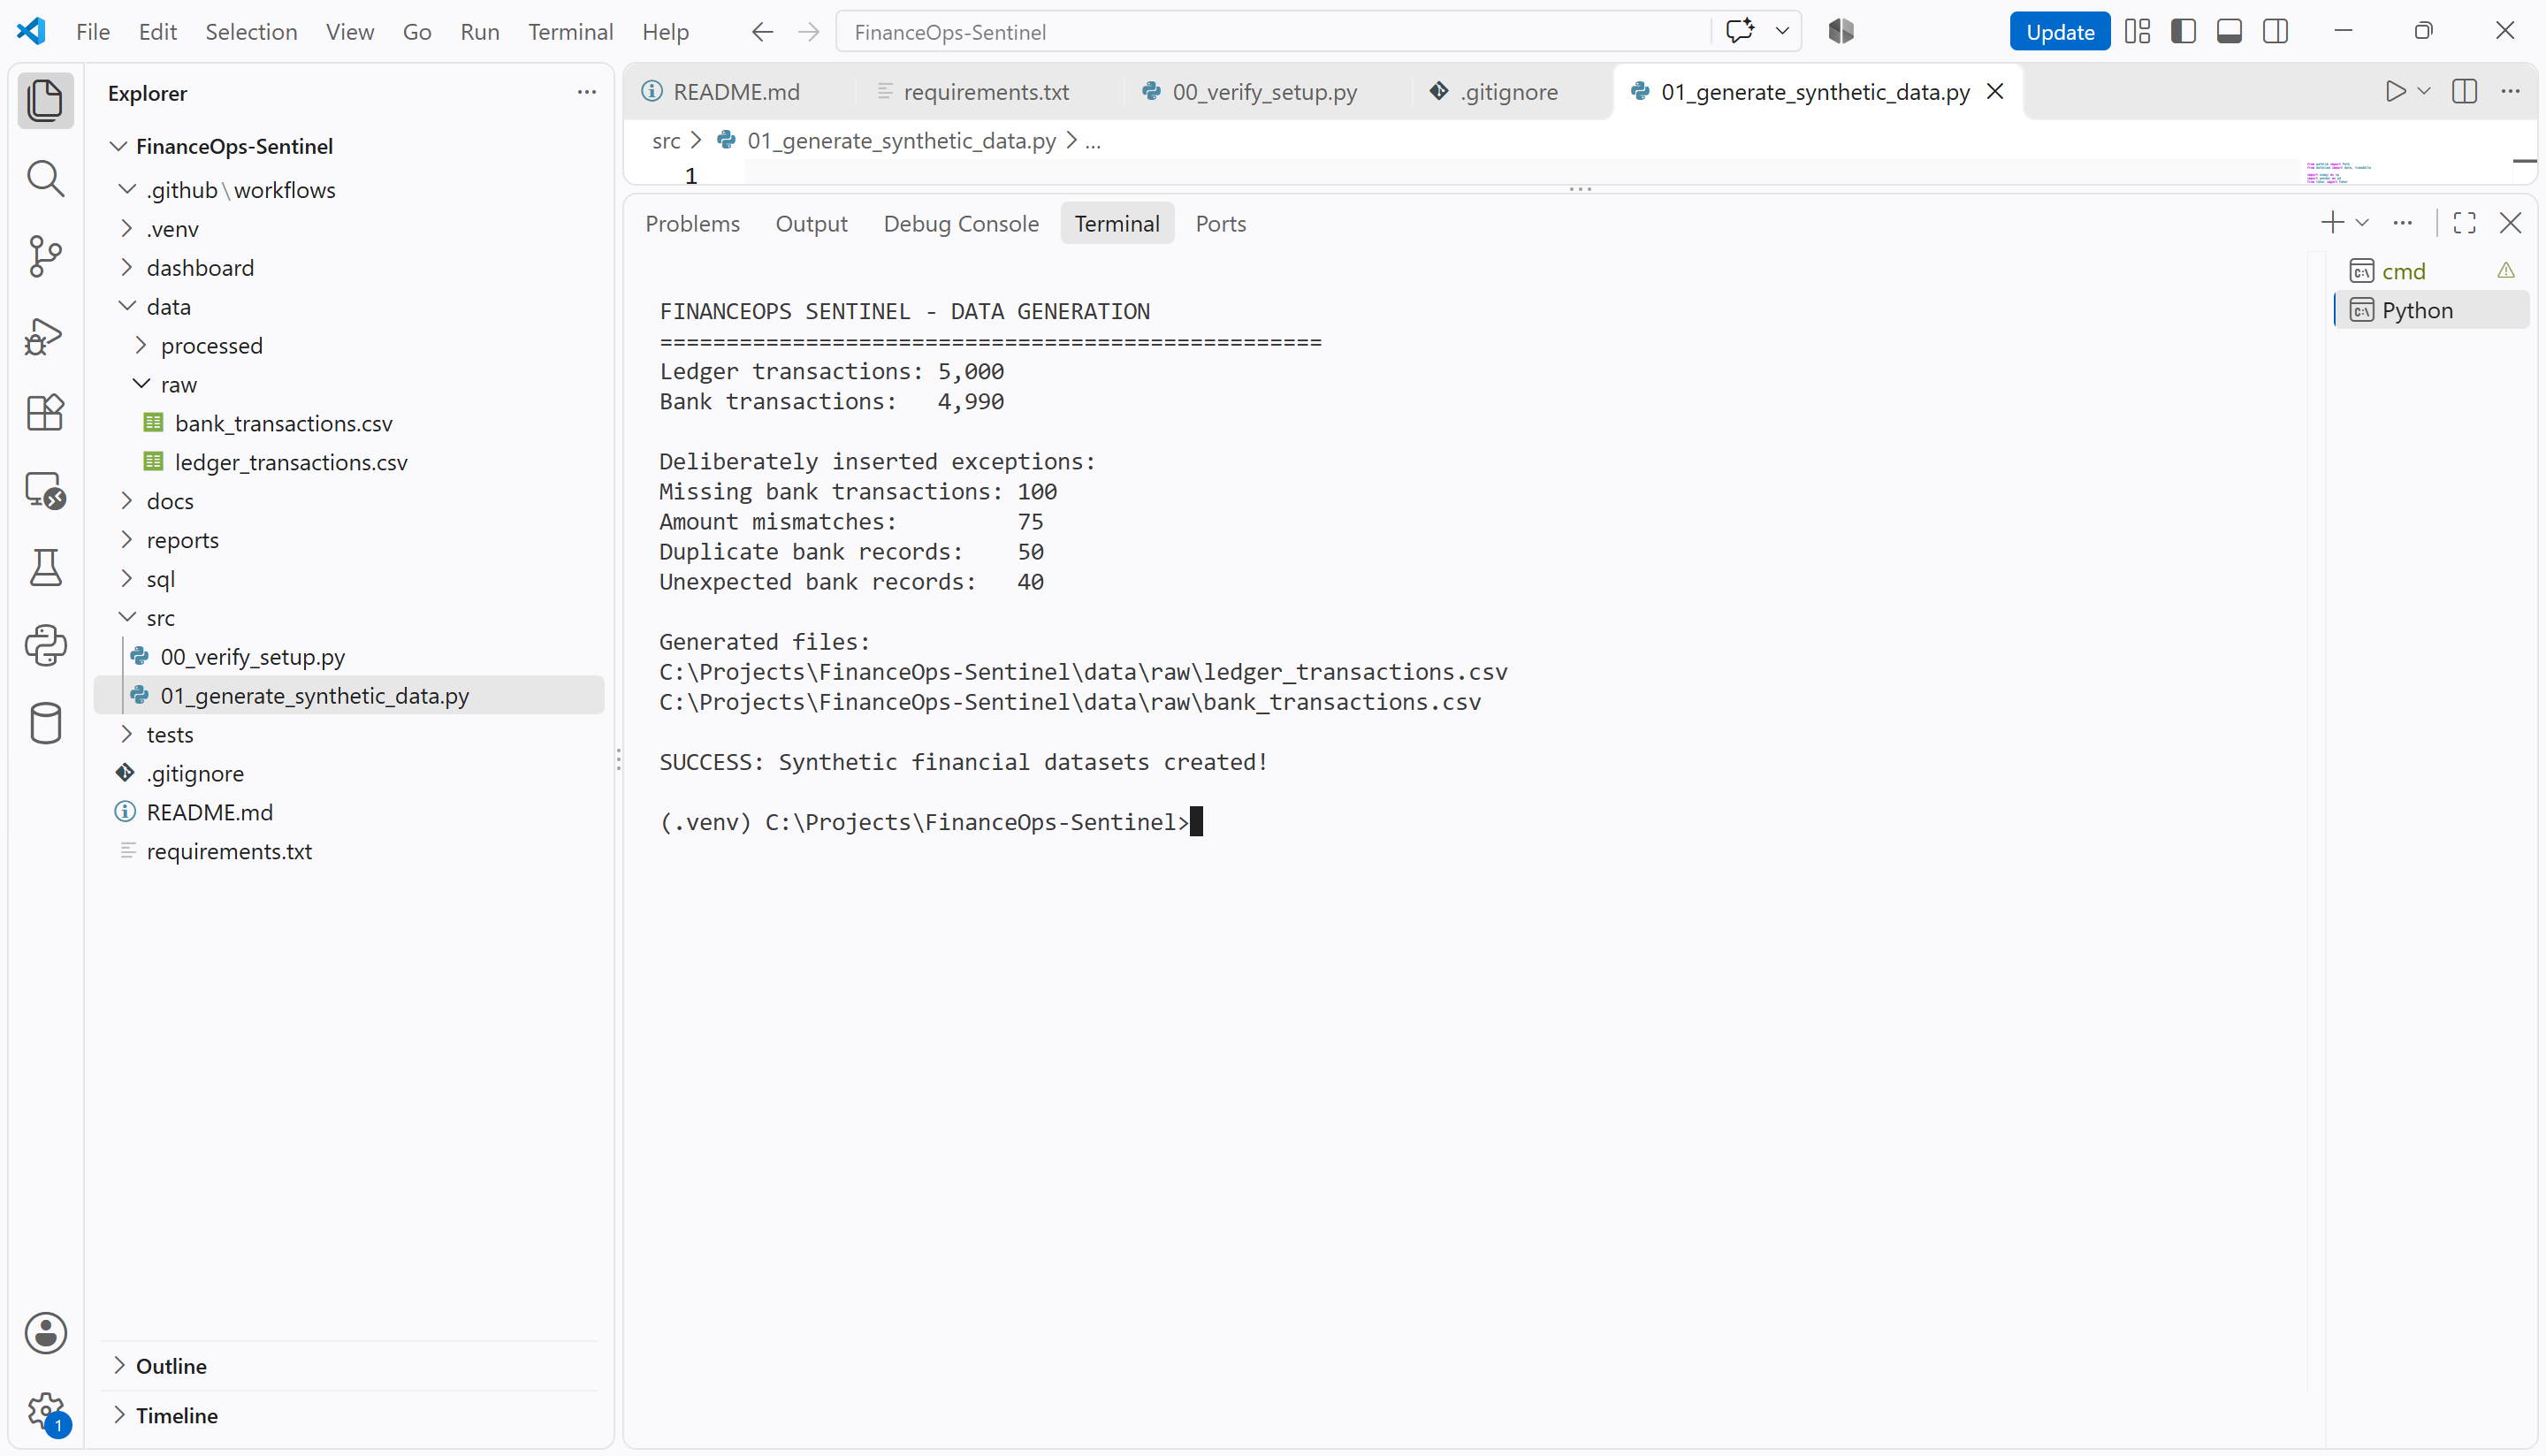 File Edit Selection View Go Run Terminal Help
FinanceOps-Sentinel
Update
Explorer
FinanceOps-Sentinel
.github\workflows
.venv
dashboard
data
processed
raw
bank_transactions.csv
ledger_transactions.csv
docs
reports
sql
src
00_verify_setup.py
01_generate_synthetic_data.py
tests
.gitignore
README.md
requirements.txt
Outline
Timeline
1
README.md requirements.txt 00_verify_setup.py .gitignore 01_generate_synthetic_data.py
src > 01_generate_synthetic_data.py > ...
1
Problems Output Debug Console Terminal Ports
FINANCEOPS SENTINEL - DATA GENERATION
==================================================
Ledger transactions: 5,000
Bank transactions:   4,990
Deliberately inserted exceptions:
Missing bank transactions: 100
Amount mismatches:         75
Duplicate bank records:    50
Unexpected bank records:   40
Generated files:
C:\Projects\FinanceOps-Sentinel\data\raw\ledger_transactions.csv
C:\Projects\FinanceOps-Sentinel\data\raw\bank_transactions.csv
SUCCESS: Synthetic financial datasets created!
(.venv) C:\Projects\FinanceOps-Sentinel>
cmd
Python